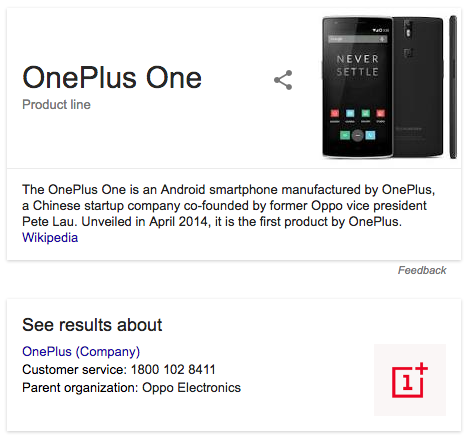 OnePlus One
Product line
NEVER
SETTLE
The OnePlus One is an Android smartphone manufactured by OnePlus,
a Chinese startup company co-founded by former Oppo vice president
Pete Lau. Unveiled in April 2014, it is the first product by OnePlus.
Wikipedia
Feedback
See results about
OnePlus (Company)
Customer service: 1800 102 8411
Parent organization: Oppo Electronics
1+